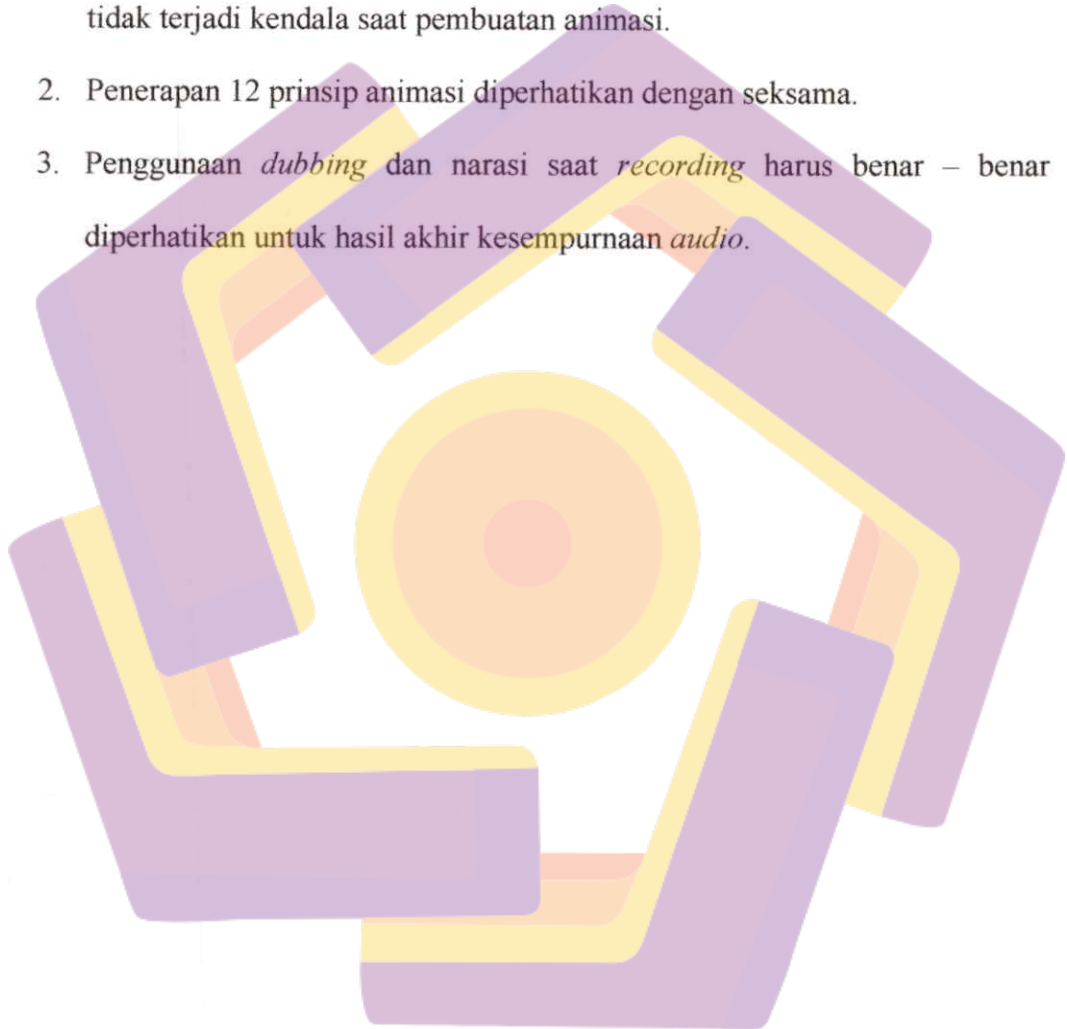 tidak terjadi kendala saat pembuatan animasi.
2. Penerapan 12 prinsip animasi diperhatikan dengan seksama.
3. Penggunaan dubbing dan narasi saat recording harus benar – benar
diperhatikan untuk hasil akhir kesempurnaan audio.